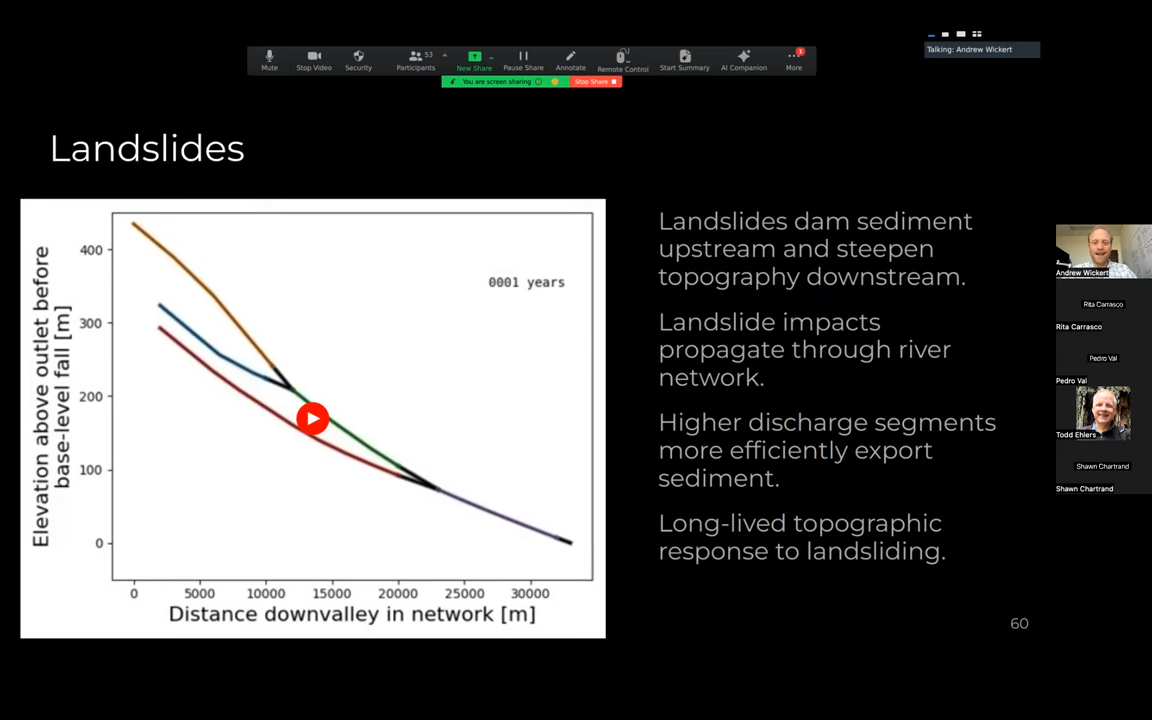 Talking: Andrew Wickert
53
1
Mute
Stop Video
Security
Participants
New Share
Pause Share
Annotate
Remote Control
Start Summary
AI Companion
More
You are screen sharing
Stop Share
Landslides
Elevation above outlet before
base-level fall [m]
400
300
200
100
0
0001 years
0
5000
10000
15000
20000
25000
30000
Distance downvalley in network [m]
Landslides dam sediment
upstream and steepen
topography downstream.
Landslide impacts
propagate through river
network.
Higher discharge segments
more efficiently export
sediment.
Long-lived topographic
response to landsliding.
60
Andrew Wickert
Rita Carrasco
Rita Carrasco
Pedro Val
Pedro Val
Todd Ehlers
Shawn Chartrand
Shawn Chartrand